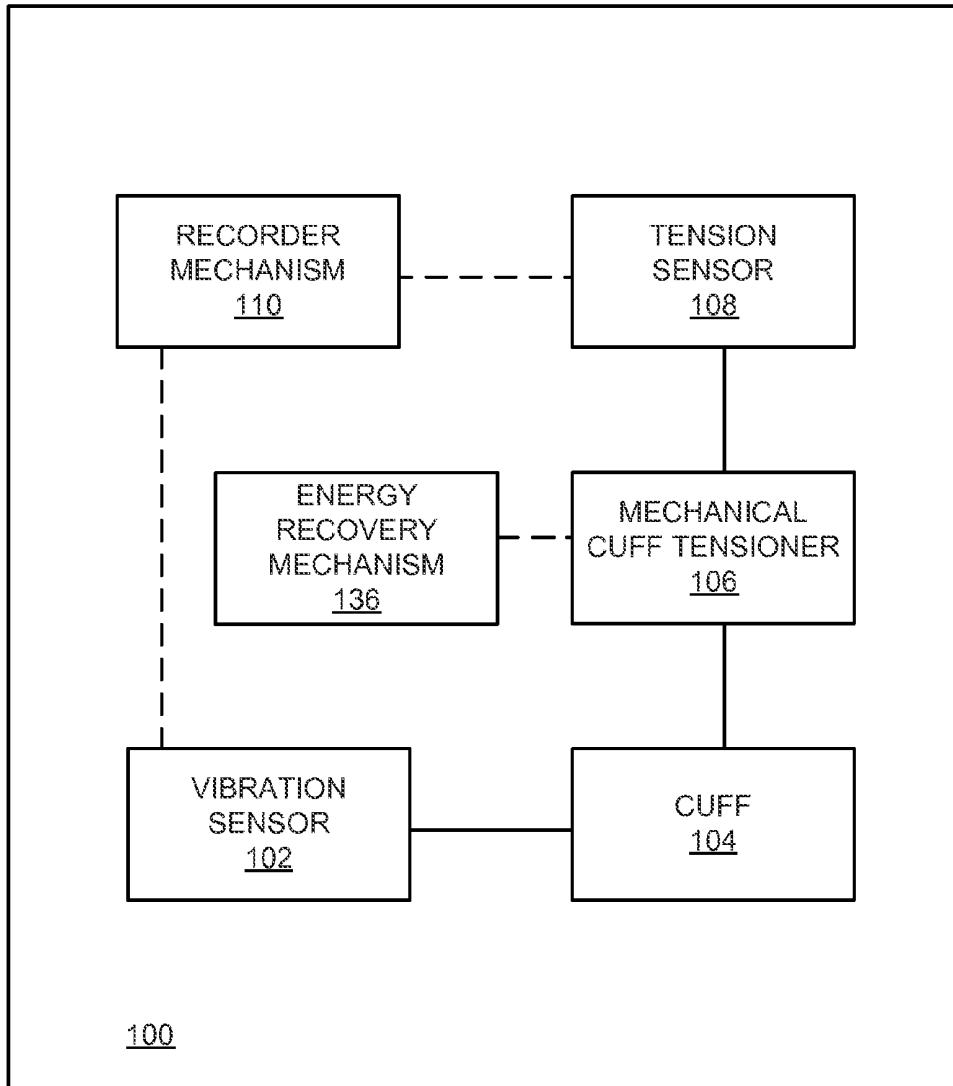 RECORDER
MECHANISM
110
TENSION
SENSOR
108
ENERGY
RECOVERY
MECHANISM
136
MECHANICAL
CUFF TENSIONER
106
VIBRATION
SENSOR
102
CUFF
104
100